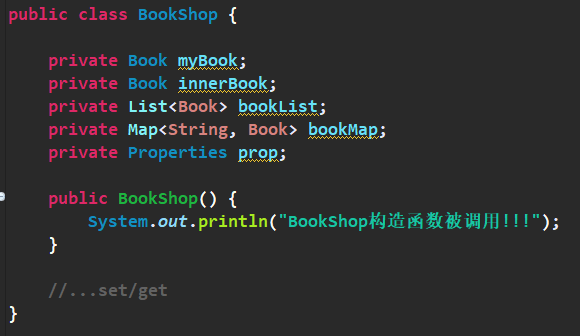 public class BookShop {
private Book myBook;
private Book innerBook;
private List<Book> bookList;
private Map<String, Book> bookMap;
private Properties prop;
public BookShop() {
System.out.println("BookShop构造函数被调用!!!");
}
//...set/get
}